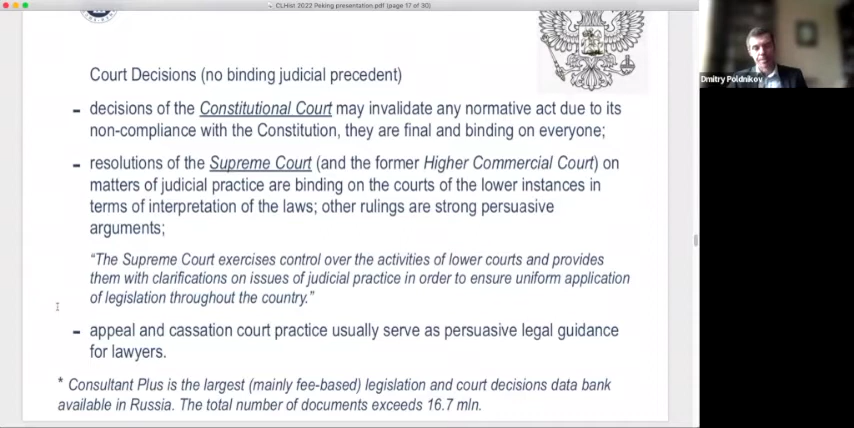 CLHist 2022 Peking presentation.pdf (page 17 of 30)
Court Decisions (no binding judicial precedent)
- decisions of the Constitutional Court may invalidate any normative act due to its
non-compliance with the Constitution, they are final and binding on everyone;
- resolutions of the Supreme Court (and the former Higher Commercial Court) on
matters of judicial practice are binding on the courts of the lower instances in
terms of interpretation of the laws; other rulings are strong persuasive
arguments;
“The Supreme Court exercises control over the activities of lower courts and provides
them with clarifications on issues of judicial practice in order to ensure uniform application
of legislation throughout the country.”
- appeal and cassation court practice usually serve as persuasive legal guidance
for lawyers.
* Consultant Plus is the largest (mainly fee-based) legislation and court decisions data bank
available in Russia. The total number of documents exceeds 16.7 mln.
Dmitry Poldnikov